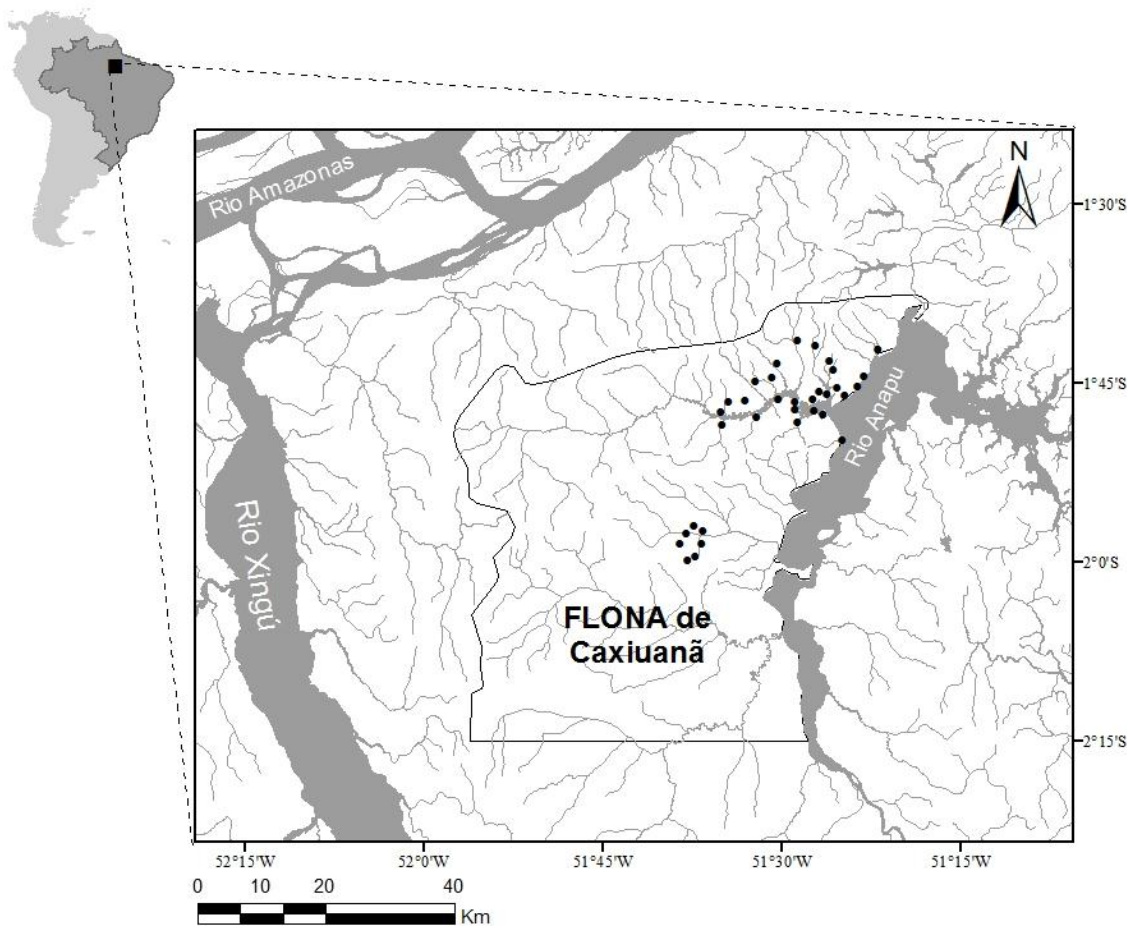 Rio Amazonas
N
1°30'S
1°45'S
Rio Anapu
Rio Xingú
2°0'S
FLONA de
Caxiuanã
2°15'S
52°15'W
52°0'W
51°45'W
51°30'W
51°15'W
0 10 20 40
Km